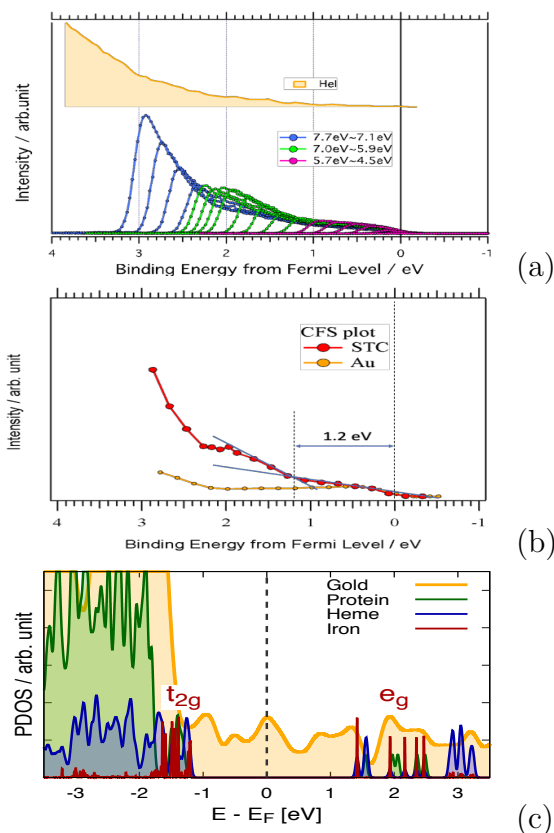 HeI
7.7eV~7.1eV
7.0eV~5.9eV
5.7eV~4.5eV
Intensity / arb.unit
4 3 2 1 0 -1
Binding Energy from Fermi Level / eV
(a)
CFS plot
STC
Au
1.2 eV
Intensity / arb. unit
4 3 2 1 0 -1
Binding Energy from Fermi Level / eV
(b)
Gold
Protein
Heme
Iron
t2g
eg
PDOS / arb. unit
-3 -2 -1 0 1 2 3
E - EF [eV]
(c)